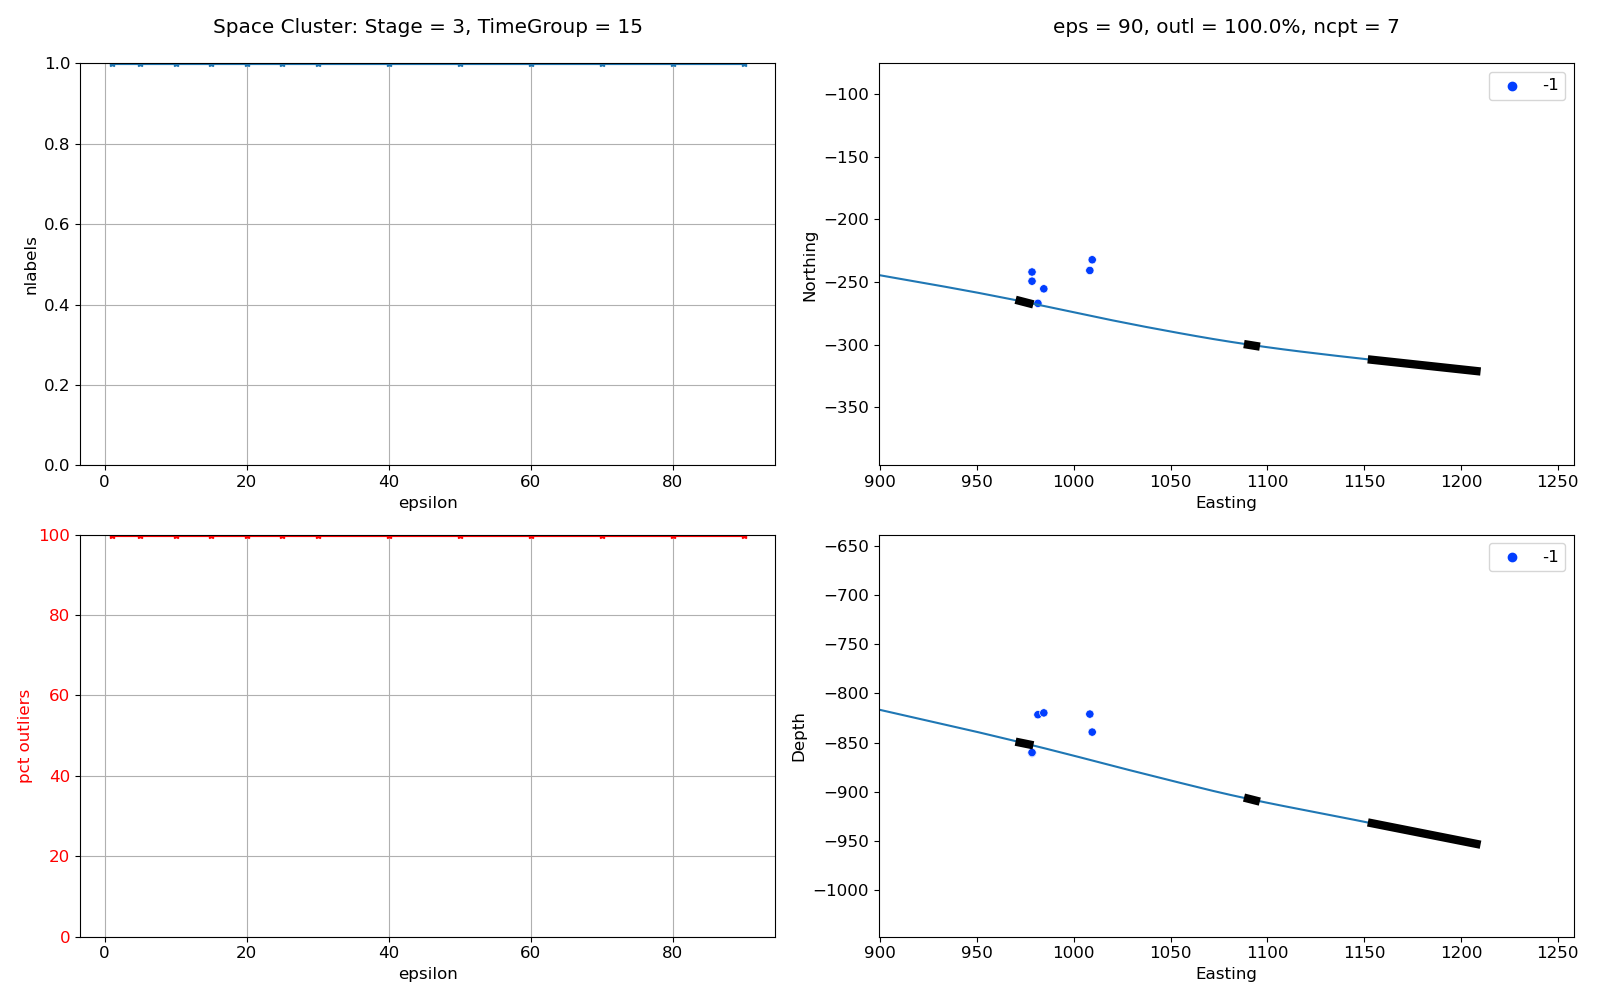 Space Cluster: Stage = 3, TimeGroup = 15
1.0
0.8
0.6
0.4
0.2
0.0
nlabels
0 20 40 60 80
epsilon
eps = 90, outl = 100.0%, ncpt = 7
-1
−100
−150
−200
−250
−300
−350
Northing
900 950 1000 1050 1100 1150 1200 1250
Easting
100
80
60
40
20
0
pct outliers
0 20 40 60 80
epsilon
-1
−650
−700
−750
−800
−850
−900
−950
−1000
Depth
900 950 1000 1050 1100 1150 1200 1250
Easting